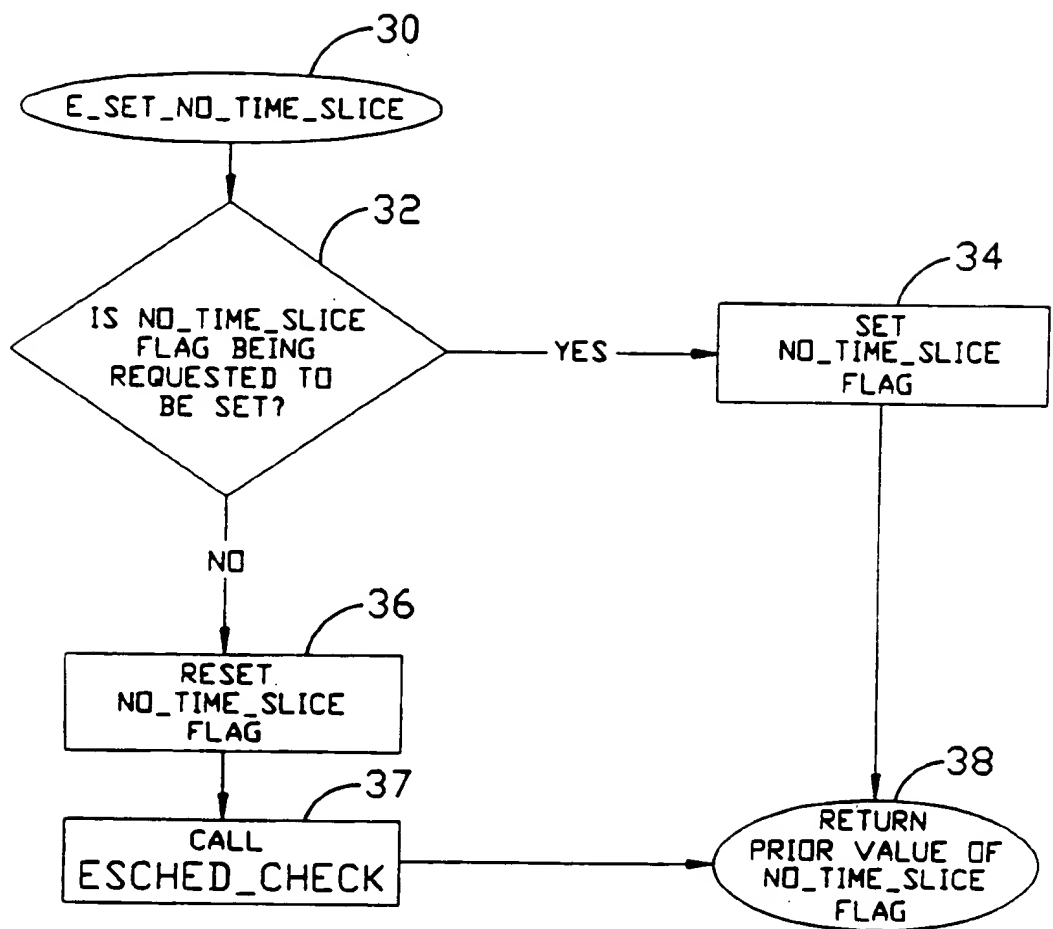 30
E_SET_NO_TIME_SLICE
32
IS NO_TIME_SLICE
FLAG BEING
REQUESTED TO
BE SET?
YES
34
SET
NO_TIME_SLICE
FLAG
NO
36
RESET
NO_TIME_SLICE
FLAG
37
CALL
ESCHED_CHECK
38
RETURN
PRIOR VALUE OF
NO_TIME_SLICE
FLAG